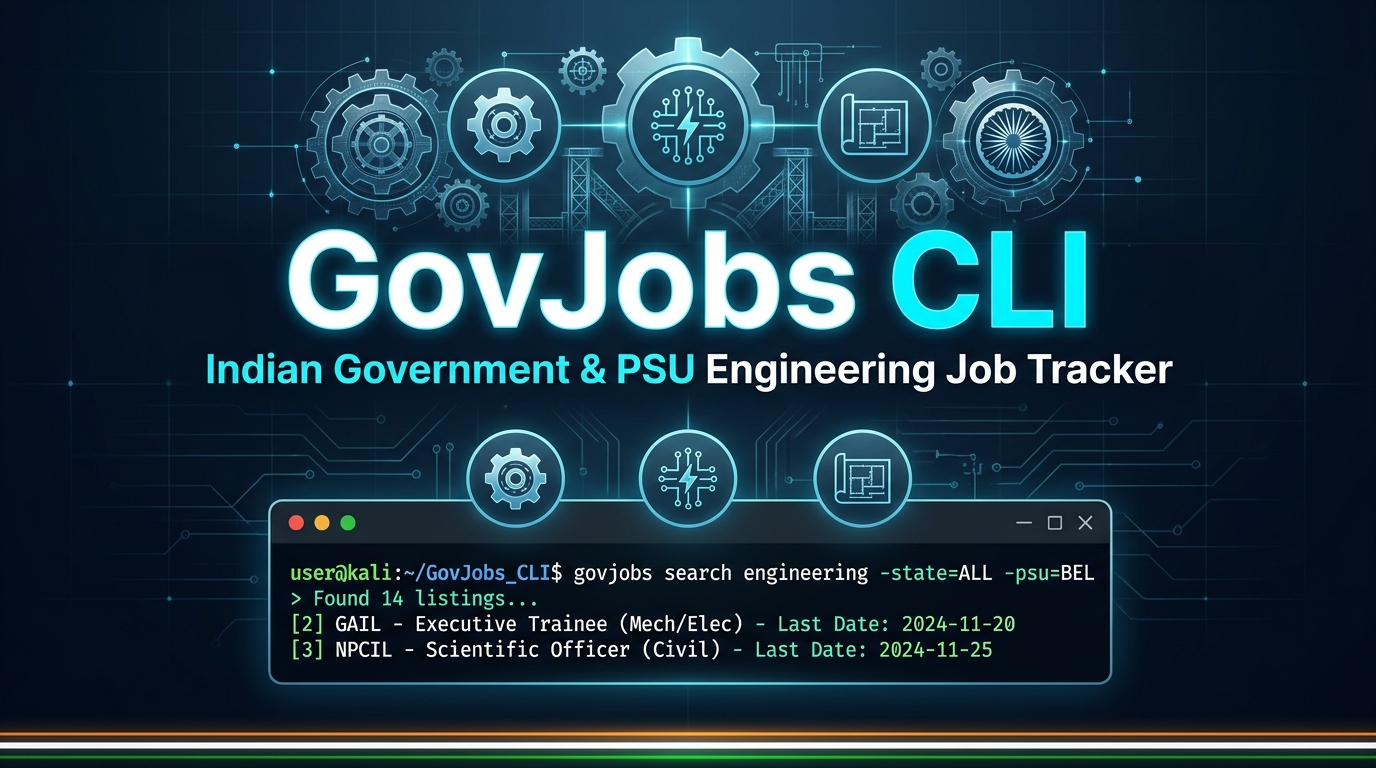 GovJobs CLI
Indian Government & PSU Engineering Job Tracker
user@kali:~/GovJobs_CLI$ govjobs search engineering -state=ALL -psu=BEL
> Found 14 listings...
[2] GAIL - Executive Trainee (Mech/Elec) - Last Date: 2024-11-20
[3] NPCIL - Scientific Officer (Civil) - Last Date: 2024-11-25